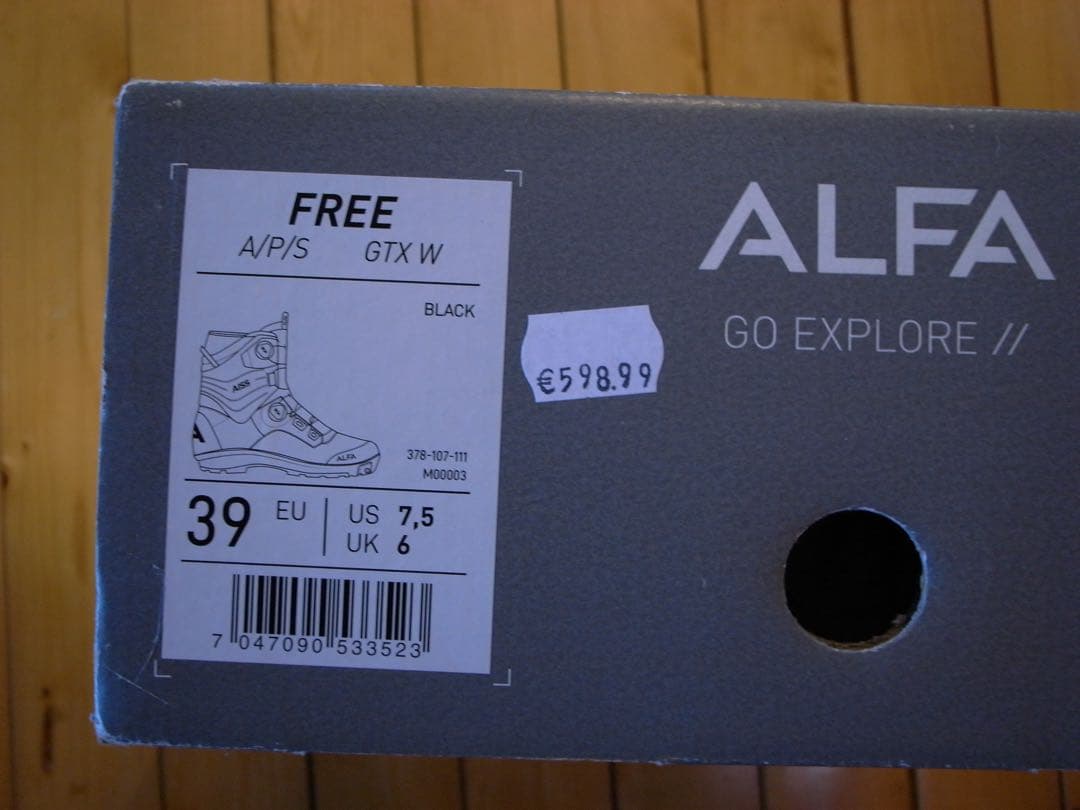 FREE
A/P/S GTX W
BLACK
AISS
A
ALFA
378-107-111
M00003
39 EU
US 7,5
UK 6
7 047090 533523
€598.99
ALFA
GO EXPLORE //